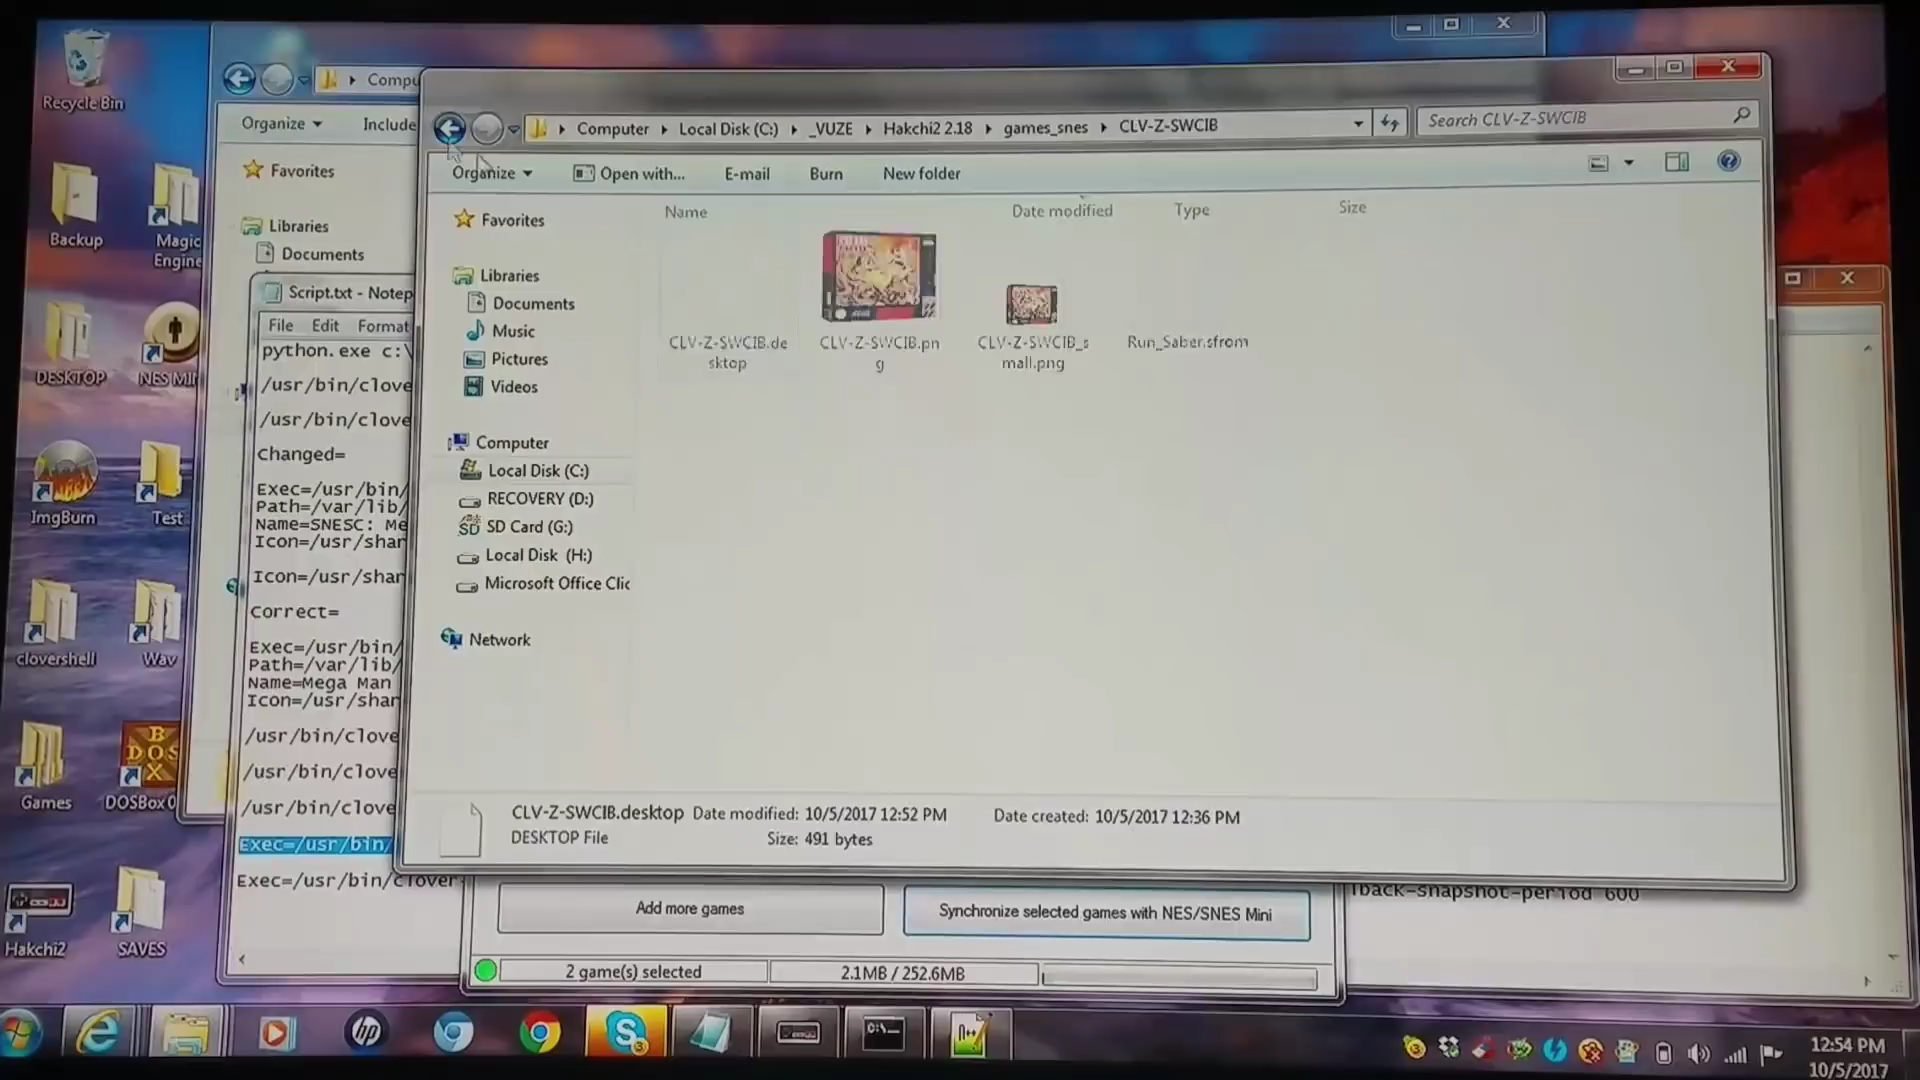 Recycle Bin
Backup
Magic
Engine
DESKTOP
NES MI
ImgBurn
Test
clovershell
Wav
Games
DOSBox 0
Hakchi2
SAVES
Compu
Organize
Include
Favorites
Libraries
Documents
Script.txt - Notep
File Edit Format
python.exe c:\
/usr/bin/clove
/usr/bin/clove
Changed=
Exec=/usr/bin/
Path=/var/lib/
Name=SNESC: Me
Icon=/usr/shar
Icon=/usr/shar
Correct=
Exec=/usr/bin/
Path=/var/lib/
Name=Mega Man
Icon=/usr/shar
/usr/bin/clove
/usr/bin/clove
/usr/bin/clove
Exec=/usr/bin/
Exec=/usr/bin/clover
Computer Local Disk (C:) _VUZE Hakchi2 2.18 games_snes CLV-Z-SWCIB
Search CLV-Z-SWCIB
Organize Open with... E-mail Burn New folder
Name Date modified Type Size
Favorites
Libraries
Documents
Music
Pictures
Videos
Computer
Local Disk (C:)
RECOVERY (D:)
SD Card (G:)
Local Disk (H:)
Microsoft Office Clic
Network
CLV-Z-SWCIB.de
sktop
CLV-Z-SWCIB.pn
g
CLV-Z-SWCIB_s
mall.png
Run_Saber.sfrom
CLV-Z-SWCIB.desktop Date modified: 10/5/2017 12:52 PM Date created: 10/5/2017 12:36 PM
DESKTOP File Size: 491 bytes
lback-snapshot-period 600
Add more games
Synchronize selected games with NES/SNES Mini
2 game(s) selected
2.1MB / 252.6MB
12:54 PM
10/5/2017